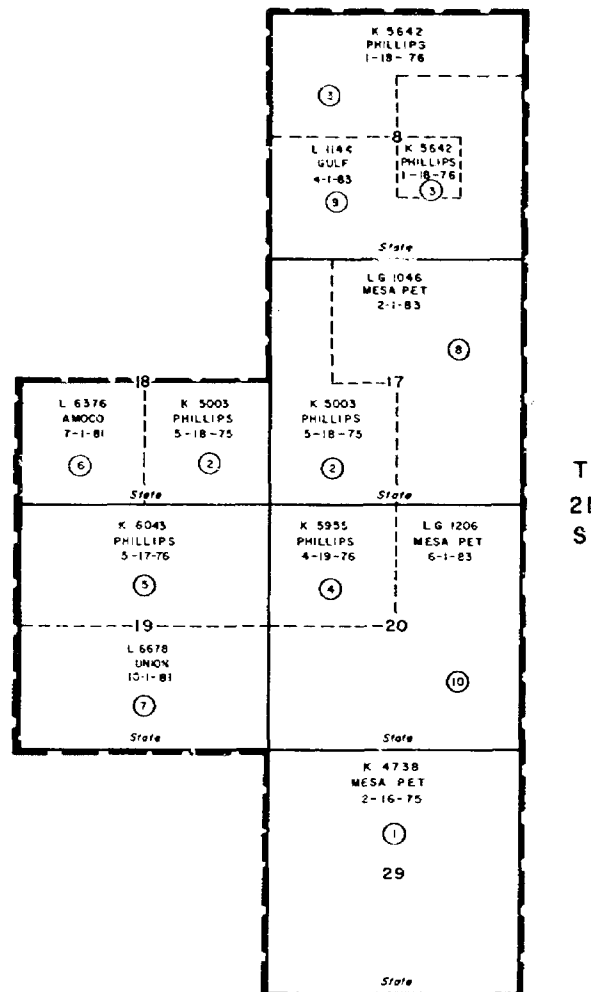 K 5642
PHILLIPS
1-18-76
3
8
L 1144
GULF
4-1-83
9
K 5642
PHILLIPS
1-18-76
3
State
L G 1046
MESA PET
2-1-83
8
17
K 5003
PHILLIPS
5-18-75
2
State
18
L 6376
AMOCO
7-1-81
6
K 5003
PHILLIPS
5-18-75
2
State
T
21
S
K 6043
PHILLIPS
5-17-76
5
K 5955
PHILLIPS
4-19-76
4
L G 1206
MESA PET
6-1-83
19
20
L 6678
UNION
10-1-81
7
10
State
State
K 4738
MESA PET
2-16-75
1
29
State